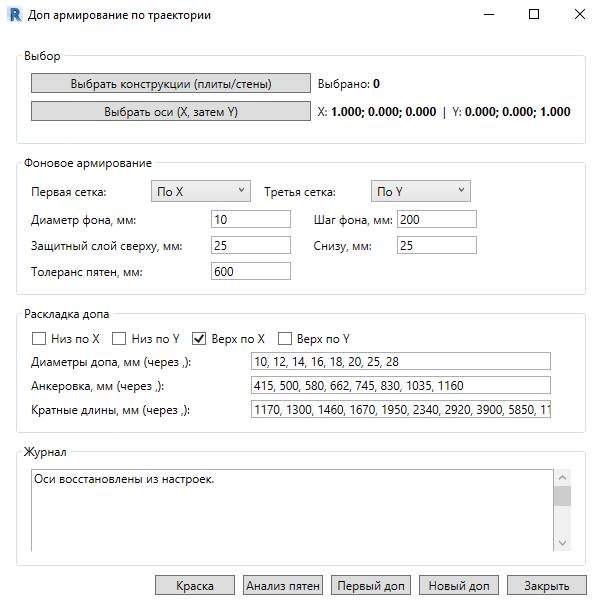 Доп армирование по траектории
Выбор
Выбрать конструкции (плиты/стены) Выбрано: 0
Выбрать оси (X, затем Y) X: 1.000; 0.000; 0.000 | Y: 0.000; 0.000; 1.000
Фоновое армирование
Первая сетка: По X Третья сетка: По Y
Диаметр фона, мм: 10 Шаг фона, мм: 200
Защитный слой сверху, мм: 25 Снизу, мм: 25
Толеранс пятен, мм: 600
Раскладка допа
Низ по X Низ по Y Верх по X Верх по Y
Диаметры допа, мм (через ,): 10, 12, 14, 16, 18, 20, 25, 28
Анкеровка, мм (через ,): 415, 500, 580, 662, 745, 830, 1035, 1160
Кратные длины, мм (через ,): 1170, 1300, 1460, 1670, 1950, 2340, 2920, 3900, 5850, 11
Журнал
Оси восстановлены из настроек.
Краска Анализ пятен Первый доп Новый доп Закрыть